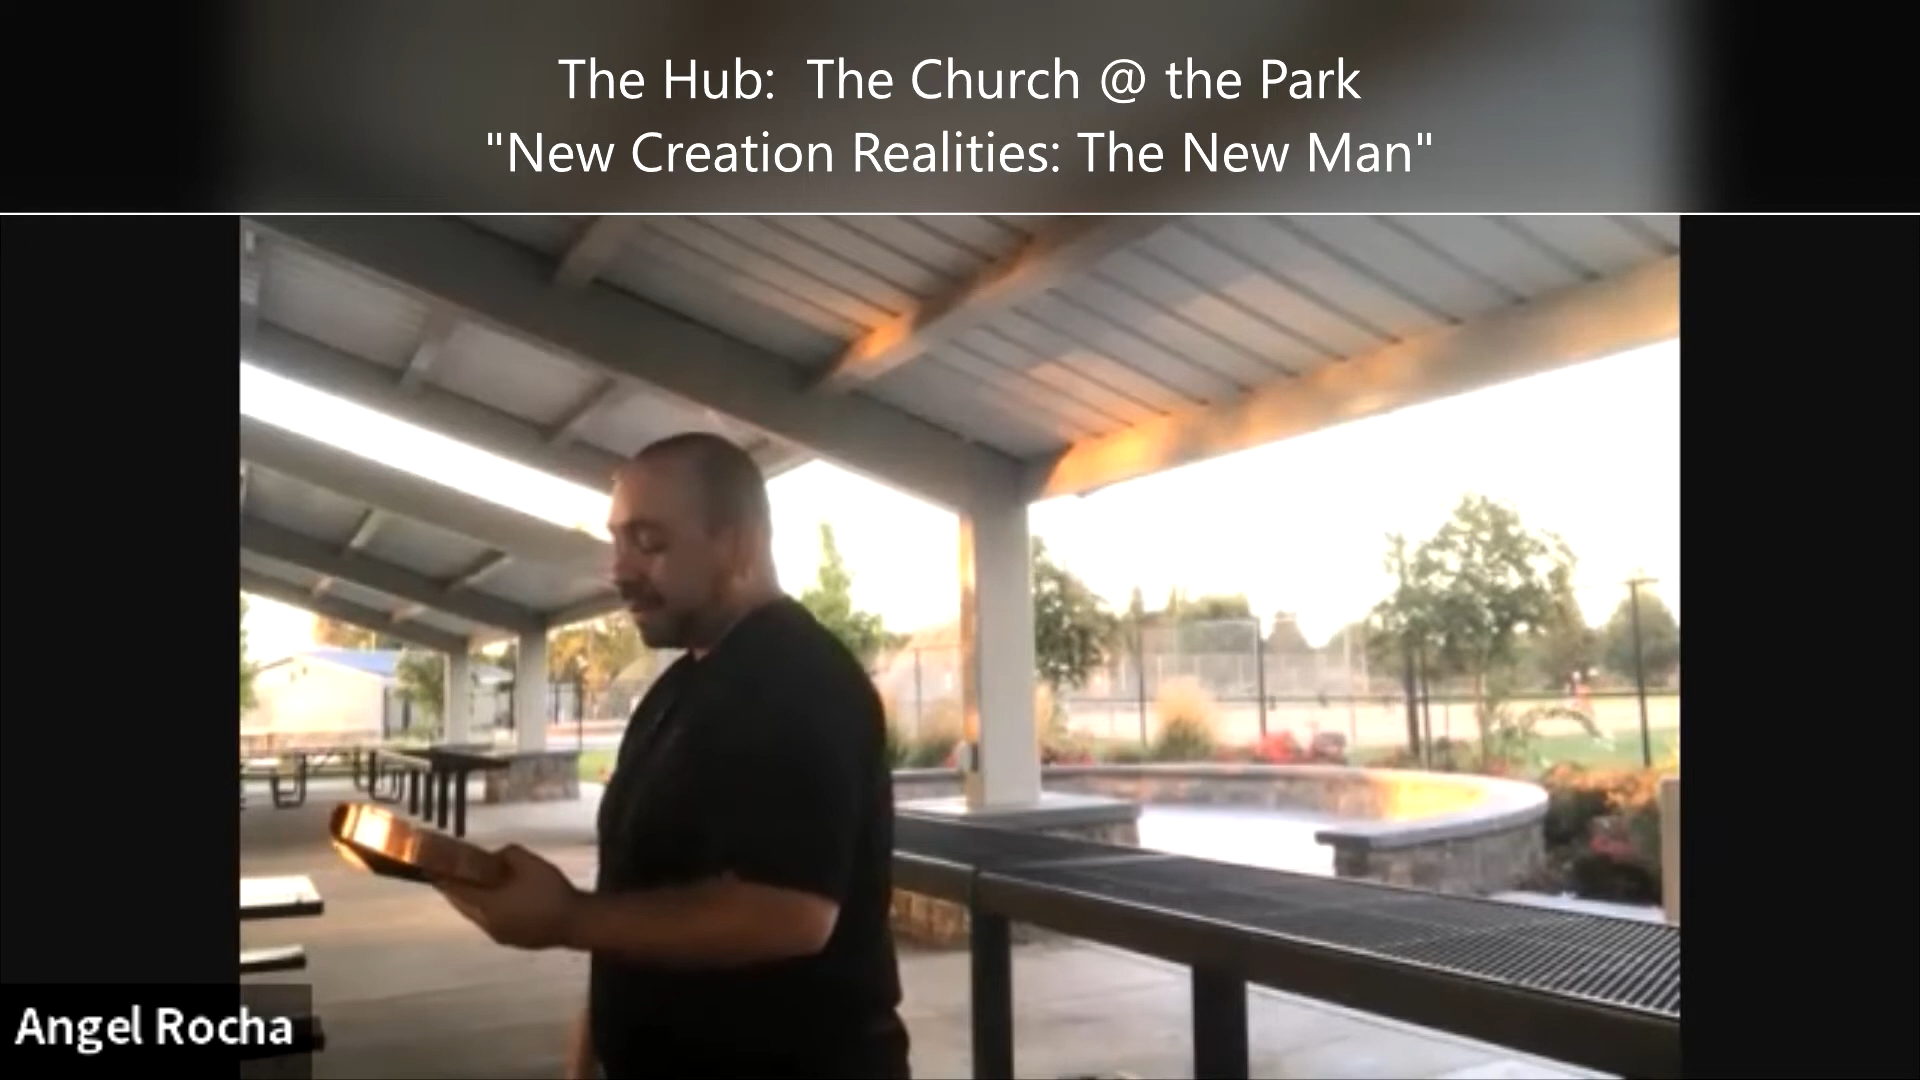 The Hub:  The Church @ the Park
"New Creation Realities: The New Man"
Angel Rocha